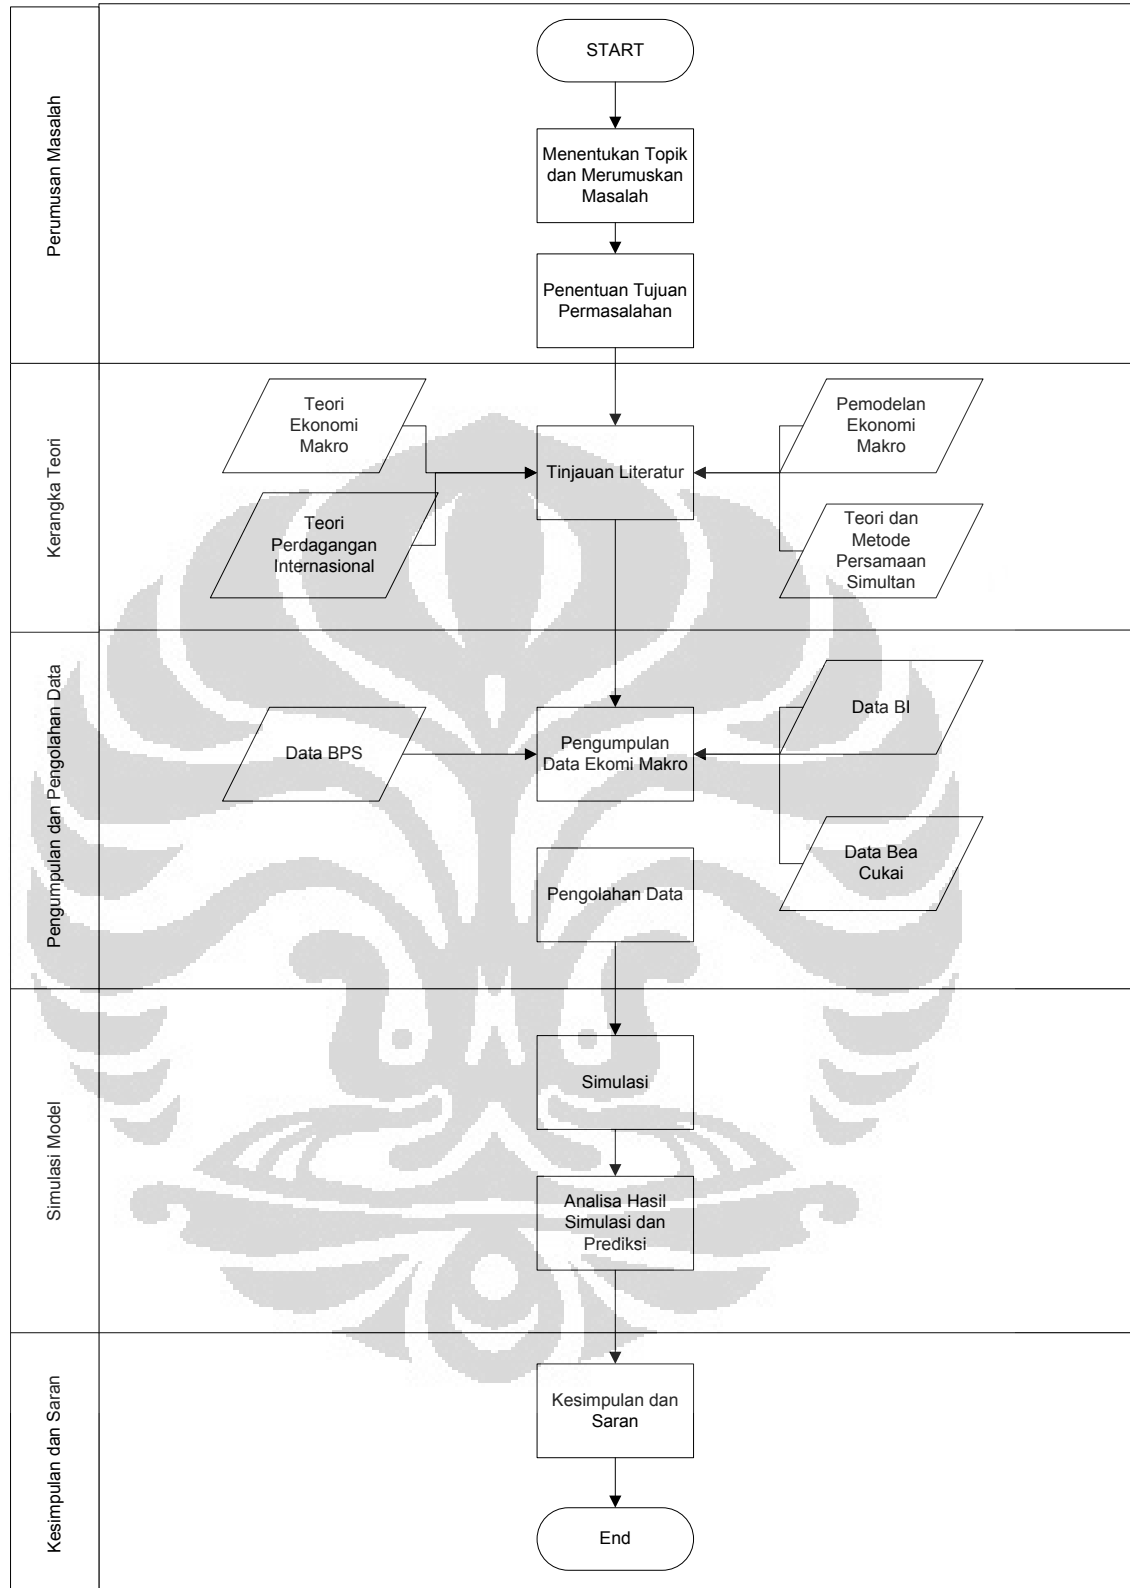 Perumusan Masalah
START
Menentukan Topik
dan Merumuskan
Masalah
Penentuan Tujuan
Permasalahan
Kerangka Teori
Teori
Ekonomi
Makro
Tinjauan Literatur
Pemodelan
Ekonomi
Makro
Teori
Perdagangan
Internasional
Teori dan
Metode
Persamaan
Simultan
Pengumpulan dan Pengolahan Data
Data BPS
Pengumpulan
Data Ekomi Makro
Data BI
Data Bea
Cukai
Pengolahan Data
Simulasi Model
Simulasi
Analisa Hasil
Simulasi dan
Prediksi
Kesimpulan dan Saran
Kesimpulan dan
Saran
End